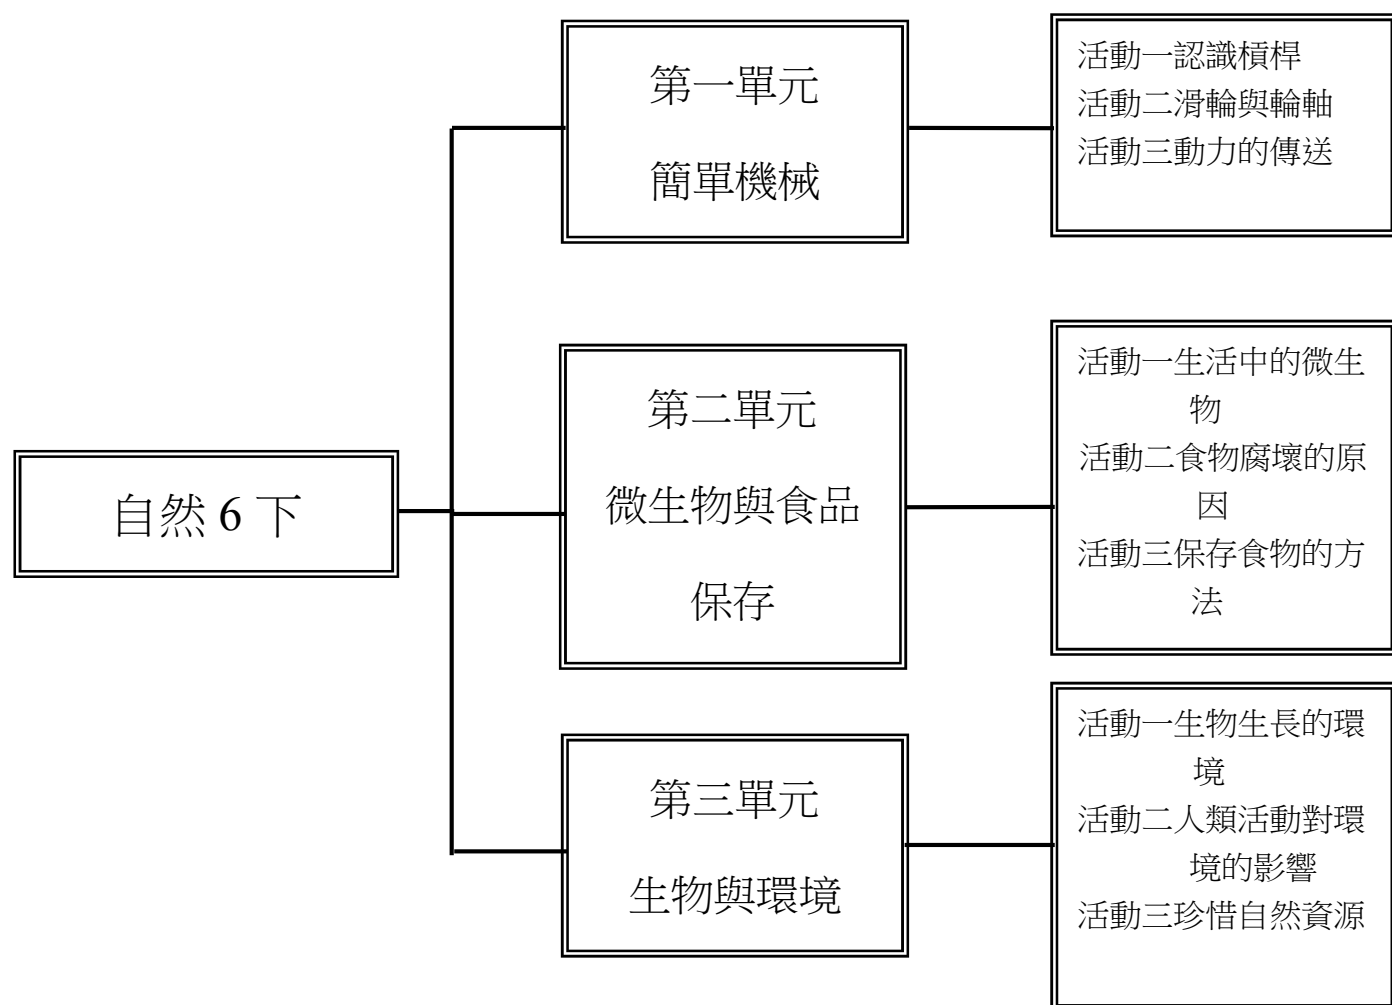 自然 6 下
第一單元
簡單機械
活動一認識槓桿
活動二滑輪與輪軸
活動三動力的傳送
第二單元
微生物與食品
保存
活動一生活中的微生
物
活動二食物腐壞的原
因
活動三保存食物的方
法
第三單元
生物與環境
活動一生物生長的環
境
活動二人類活動對環
境的影響
活動三珍惜自然資源